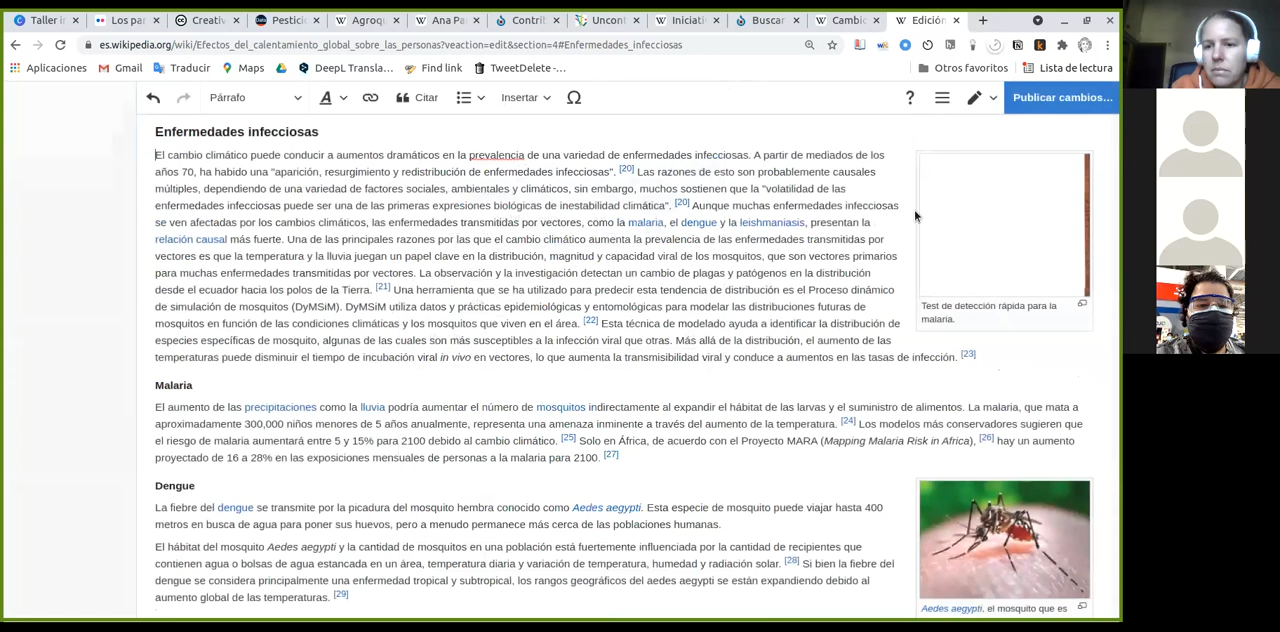 Taller in
Los par
Creativ
Pestici
Agroqu
Ana Pa
Contrib
Uncont
Iniciati
Buscar
Cambio
Edición
es.wikipedia.org/wiki/Efectos_del_calentamiento_global_sobre_las_personas?veaction=edit&section=4#Enfermedades_infecciosas
Aplicaciones Gmail Traducir Maps DeepL Transla... Find link TweetDelete -... Otros favoritos Lista de lectura
Párrafo A Citar Insertar Ω ? Publicar cambios...
Enfermedades infecciosas
El cambio climático puede conducir a aumentos dramáticos en la prevalencia de una variedad de enfermedades infecciosas. A partir de mediados de los
años 70, ha habido una "aparición, resurgimiento y redistribución de enfermedades infecciosas". [20] Las razones de esto son probablemente causales
múltiples, dependiendo de una variedad de factores sociales, ambientales y climáticos, sin embargo, muchos sostienen que la "volatilidad de las
enfermedades infecciosas puede ser una de las primeras expresiones biológicas de inestabilidad climática". [20] Aunque muchas enfermedades infecciosas
se ven afectadas por los cambios climáticos, las enfermedades transmitidas por vectores, como la malaria, el dengue y la leishmaniasis, presentan la
relación causal más fuerte. Una de las principales razones por las que el cambio climático aumenta la prevalencia de las enfermedades transmitidas por
vectores es que la temperatura y la lluvia juegan un papel clave en la distribución, magnitud y capacidad viral de los mosquitos, que son vectores primarios
para muchas enfermedades transmitidas por vectores. La observación y la investigación detectan un cambio de plagas y patógenos en la distribución
desde el ecuador hacia los polos de la Tierra. [21] Una herramienta que se ha utilizado para predecir esta tendencia de distribución es el Proceso dinámico
de simulación de mosquitos (DyMSiM). DyMSiM utiliza datos y prácticas epidemiológicas y entomológicas para modelar las distribuciones futuras de
mosquitos en función de las condiciones climáticas y los mosquitos que viven en el área. [22] Esta técnica de modelado ayuda a identificar la distribución de
especies específicas de mosquito, algunas de las cuales son más susceptibles a la infección viral que otras. Más allá de la distribución, el aumento de las
temperaturas puede disminuir el tiempo de incubación viral in vivo en vectores, lo que aumenta la transmisibilidad viral y conduce a aumentos en las tasas de infección. [23]
Test de detección rápida para la
malaria.
Malaria
El aumento de las precipitaciones como la lluvia podría aumentar el número de mosquitos indirectamente al expandir el hábitat de las larvas y el suministro de alimentos. La malaria, que mata a
aproximadamente 300,000 niños menores de 5 años anualmente, representa una amenaza inminente a través del aumento de la temperatura. [24] Los modelos más conservadores sugieren que
el riesgo de malaria aumentará entre 5 y 15% para 2100 debido al cambio climático. [25] Solo en África, de acuerdo con el Proyecto MARA (Mapping Malaria Risk in Africa), [26] hay un aumento
proyectado de 16 a 28% en las exposiciones mensuales de personas a la malaria para 2100. [27]
Dengue
La fiebre del dengue se transmite por la picadura del mosquito hembra conocido como Aedes aegypti. Esta especie de mosquito puede viajar hasta 400
metros en busca de agua para poner sus huevos, pero a menudo permanece más cerca de las poblaciones humanas.
El hábitat del mosquito Aedes aegypti y la cantidad de mosquitos en una población está fuertemente influenciada por la cantidad de recipientes que
contienen agua o bolsas de agua estancada en un área, temperatura diaria y variación de temperatura, humedad y radiación solar. [28] Si bien la fiebre del
dengue se considera principalmente una enfermedad tropical y subtropical, los rangos geográficos del aedes aegypti se están expandiendo debido al
aumento global de las temperaturas. [29]
Aedes aegypti, el mosquito que es